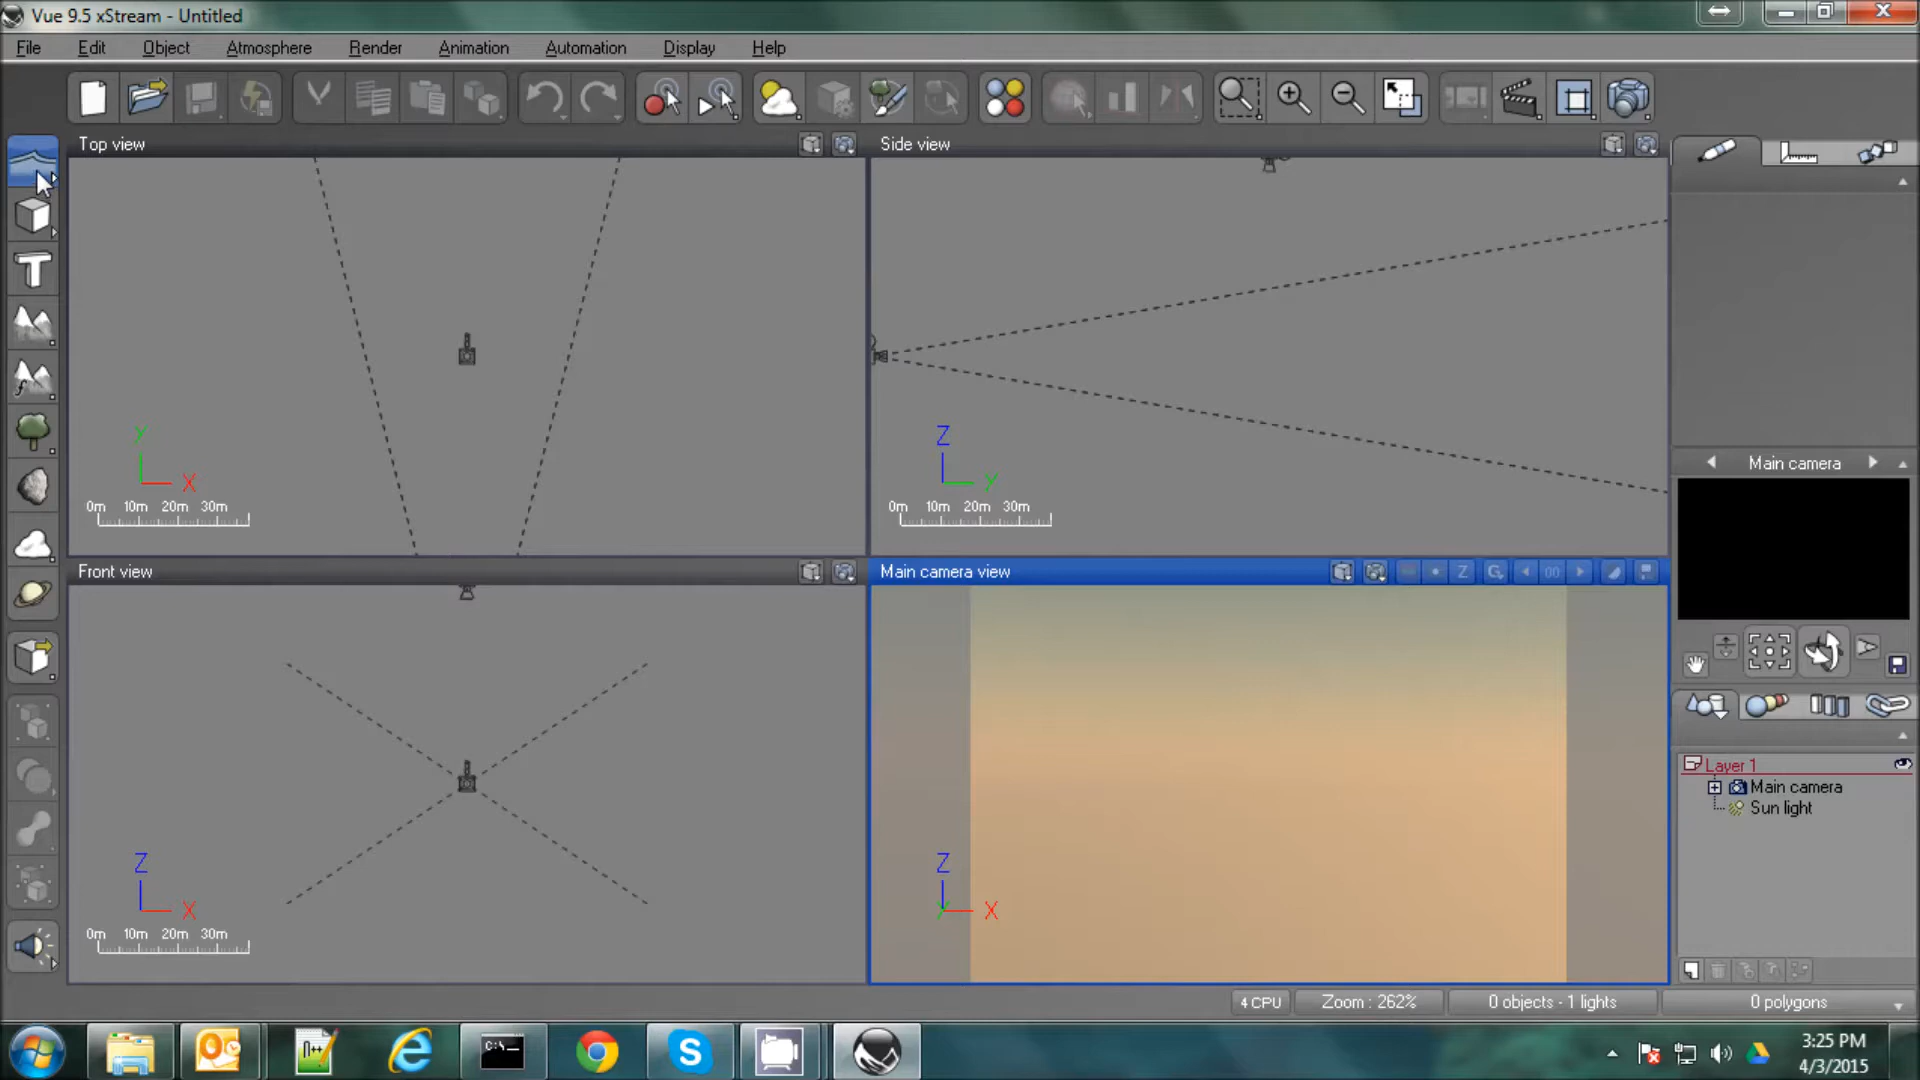 Vue 9.5 xStream - Untitled
File Edit Object Atmosphere Render Animation Automation Display Help
Top view
Side view
Y
X
0m 10m 20m 30m
Z
Y
0m 10m 20m 30m
Main camera
Front view
Main camera view
Z
G
00
Z
X
0m 10m 20m 30m
Z
Y
X
Layer 1
Main camera
Sun light
4 CPU
Zoom : 262%
0 objects - 1 lights
0 polygons
N++
C:\_
S
3:25 PM
4/3/2015